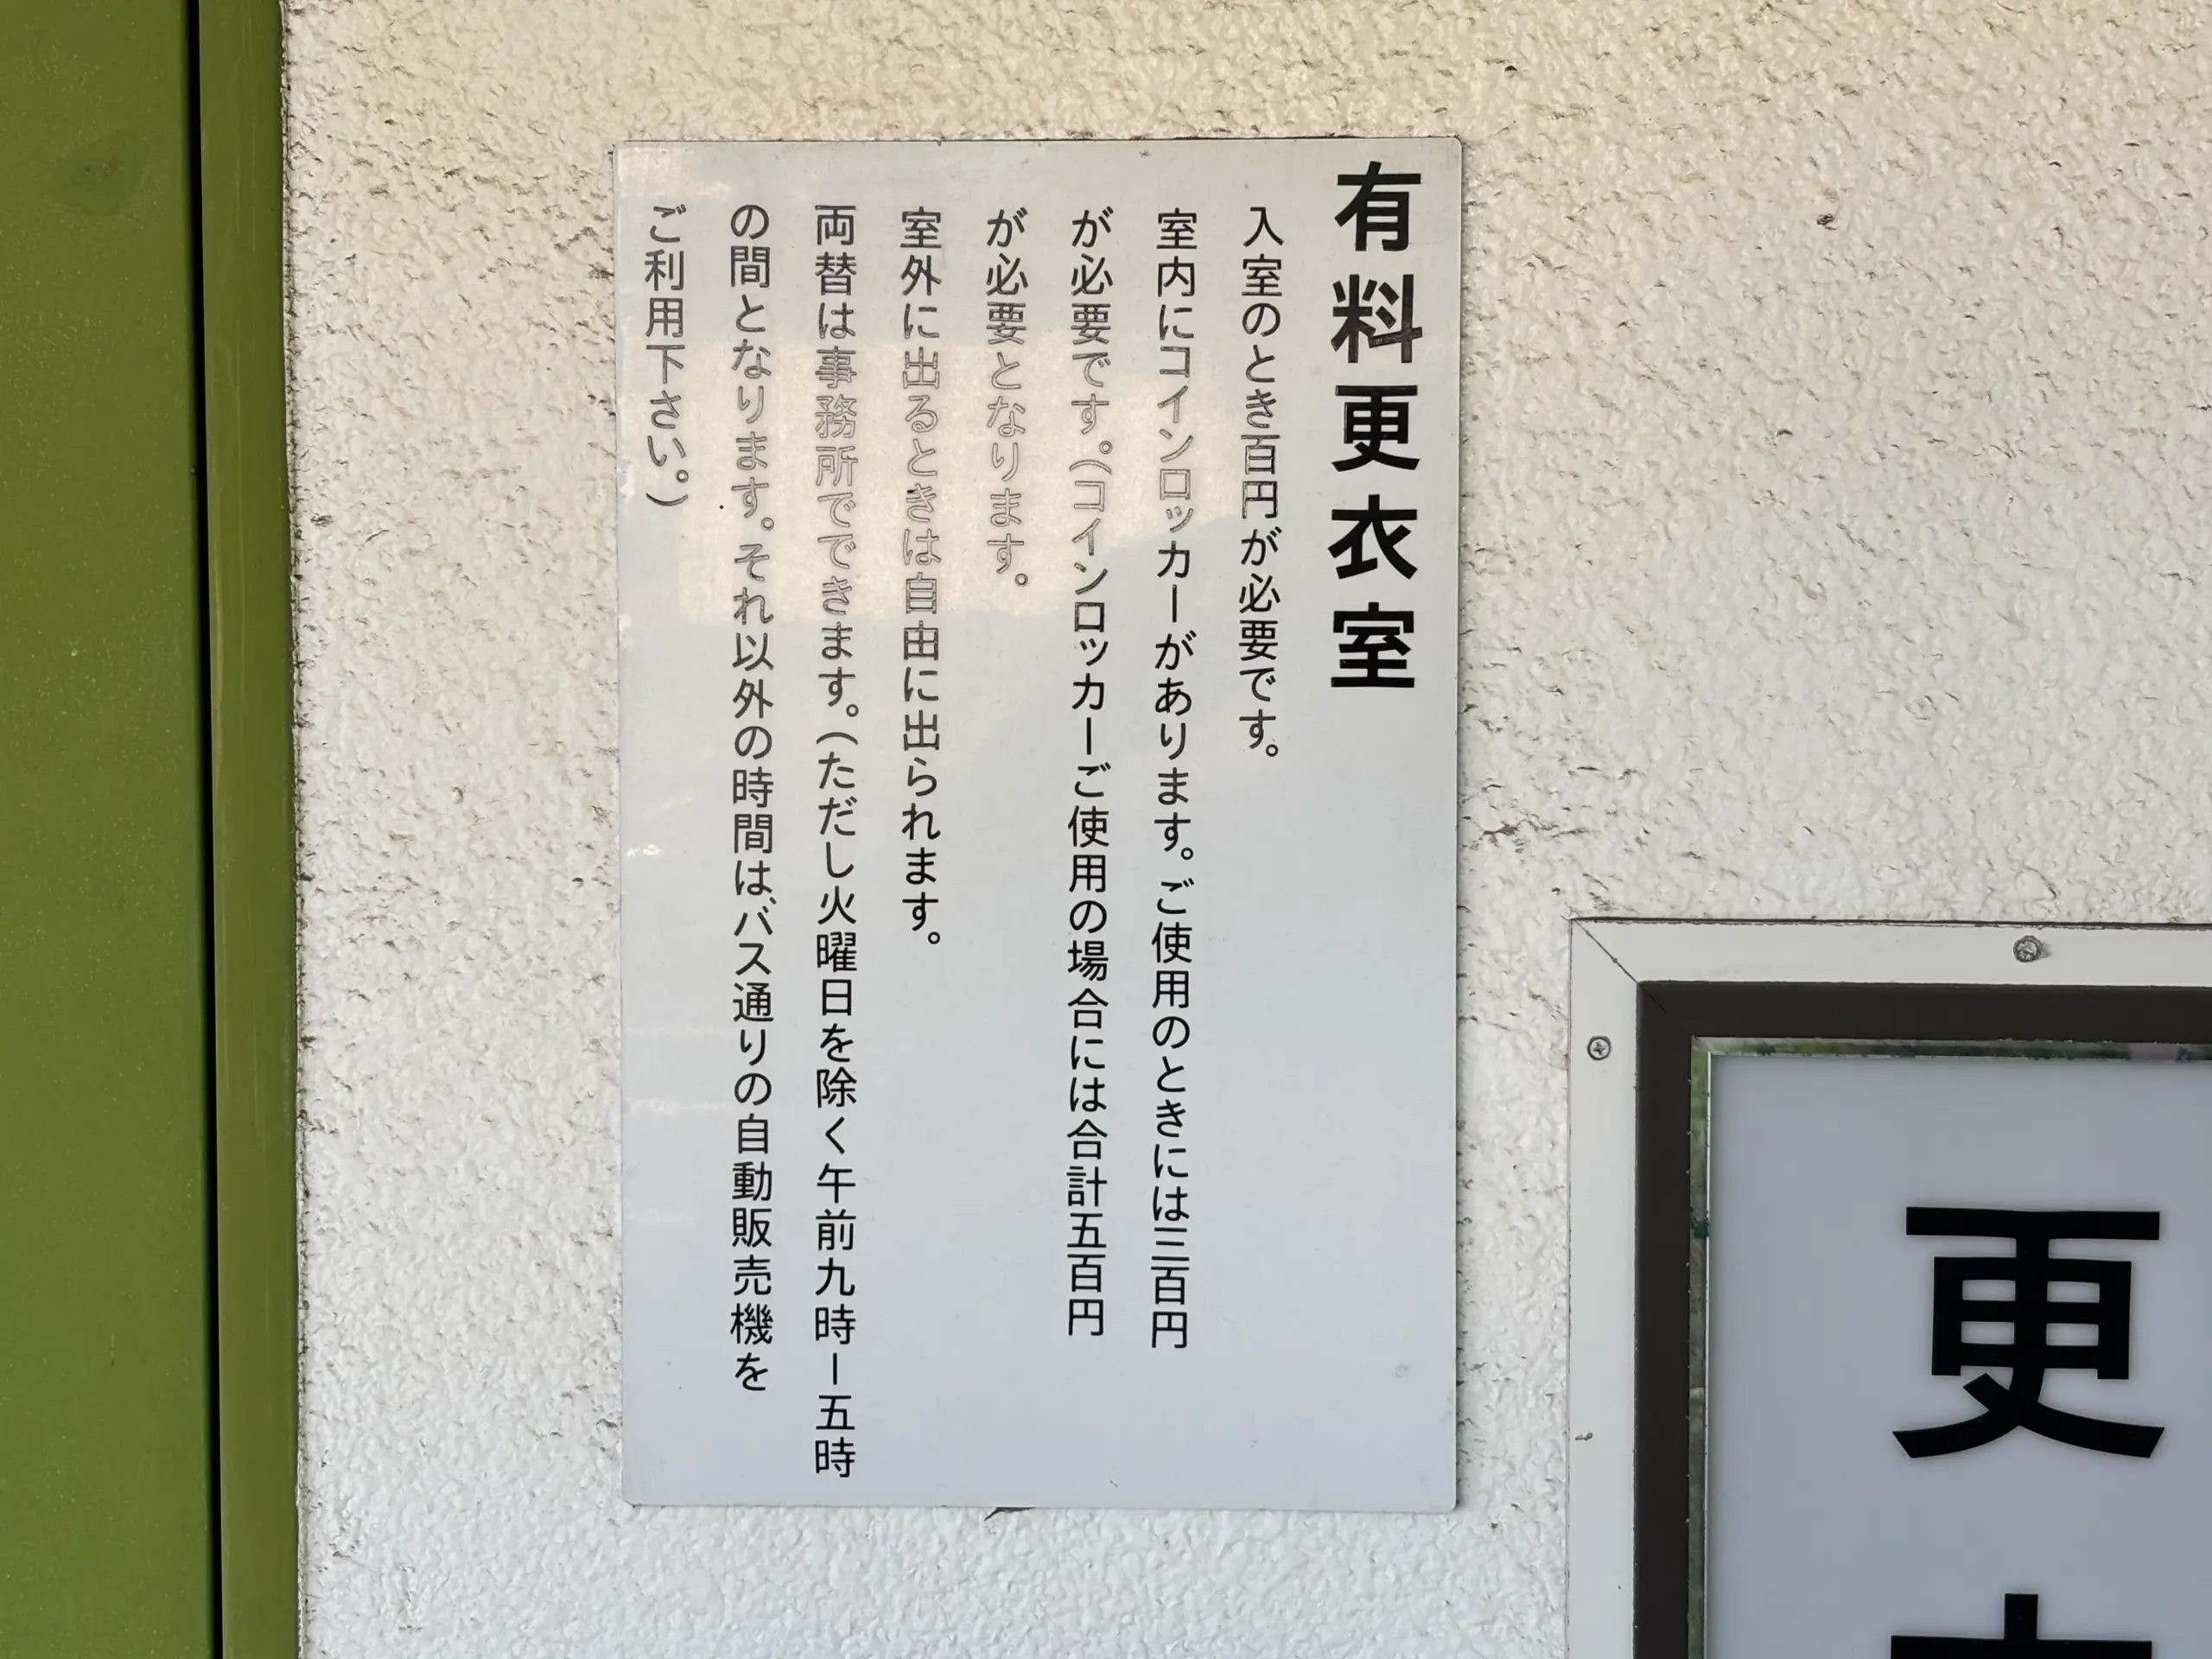 有料更衣室
入室のとき百円が必要です。
室内にコインロッカーがあります。ご使用のときには三百円
が必要です。(コインロッカーご使用の場合には合計五百円
が必要となります。
室外に出るときは自由に出られます。
両替は事務所でできます。(ただし火曜日を除く午前九時ー五時
の間となります。それ以外の時間は、バス通りの自動販売機を
ご利用下さい。)
更